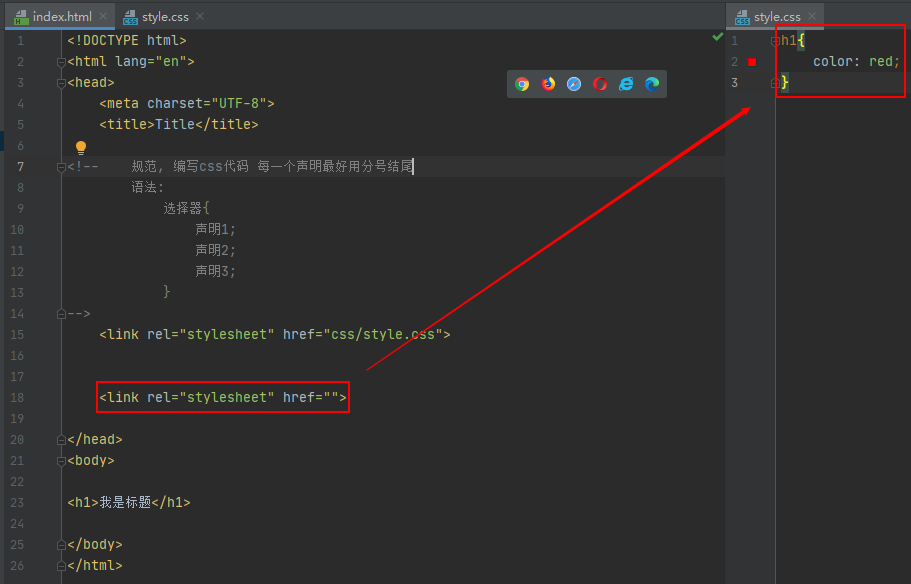 index.html
style.css
style.css
1 <!DOCTYPE html>
2 <html lang="en">
3 <head>
4 <meta charset="UTF-8">
5 <title>Title</title>
6
7 <!-- 规范, 编写css代码 每一个声明最好用分号结尾
8 语法:
9 选择器{
10 声明1;
11 声明2;
12 声明3;
13 }
14 -->
15 <link rel="stylesheet" href="css/style.css">
16
17
18 <link rel="stylesheet" href="">
19
20 </head>
21 <body>
22
23 <h1>我是标题</h1>
24
25 </body>
26 </html>
1 h1{
2 color: red;
3 }